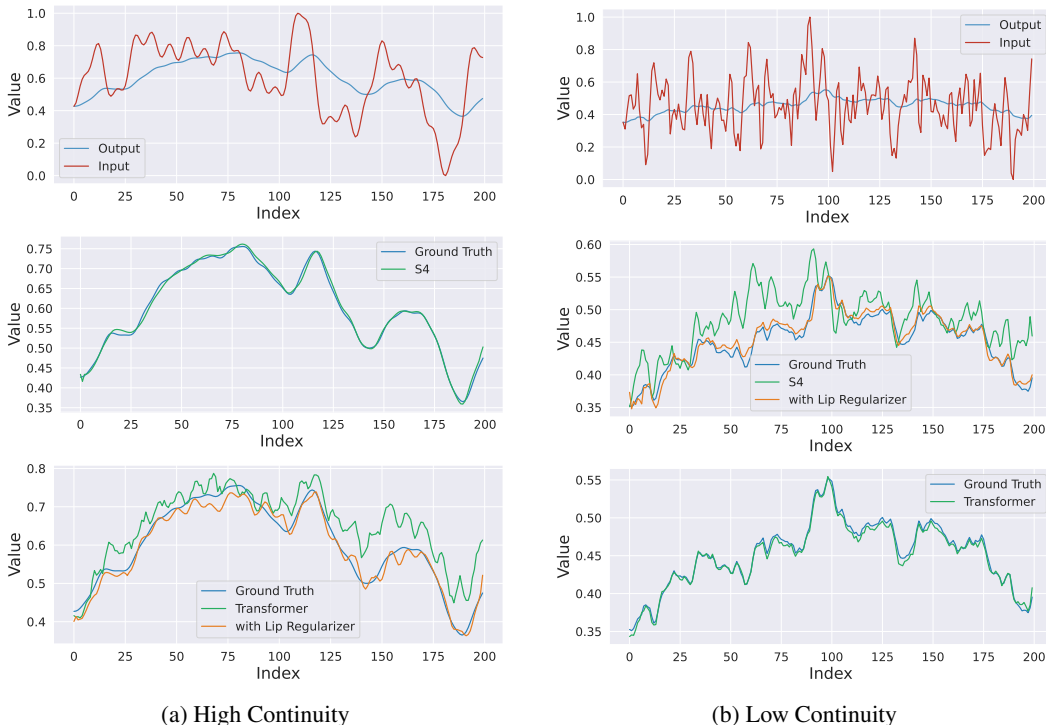 1.0
0.8
0.6
0.4
0.2
0.0
Value
Output
Input
0 25 50 75 100 125 150 175 200
Index
0.75
0.70
0.65
0.60
0.55
0.50
0.45
0.40
0.35
Value
Ground Truth
S4
0 25 50 75 100 125 150 175 200
Index
0.8
0.7
0.6
0.5
0.4
Value
Ground Truth
Transformer
with Lip Regularizer
0 25 50 75 100 125 150 175 200
Index
(a) High Continuity
1.0
0.8
0.6
0.4
0.2
0.0
Value
Output
Input
0 25 50 75 100 125 150 175 200
Index
0.60
0.55
0.50
0.45
0.40
0.35
Value
Ground Truth
S4
with Lip Regularizer
0 25 50 75 100 125 150 175 200
Index
0.55
0.50
0.45
0.40
0.35
Value
Ground Truth
Transformer
0 25 50 75 100 125 150 175 200
Index
(b) Low Continuity